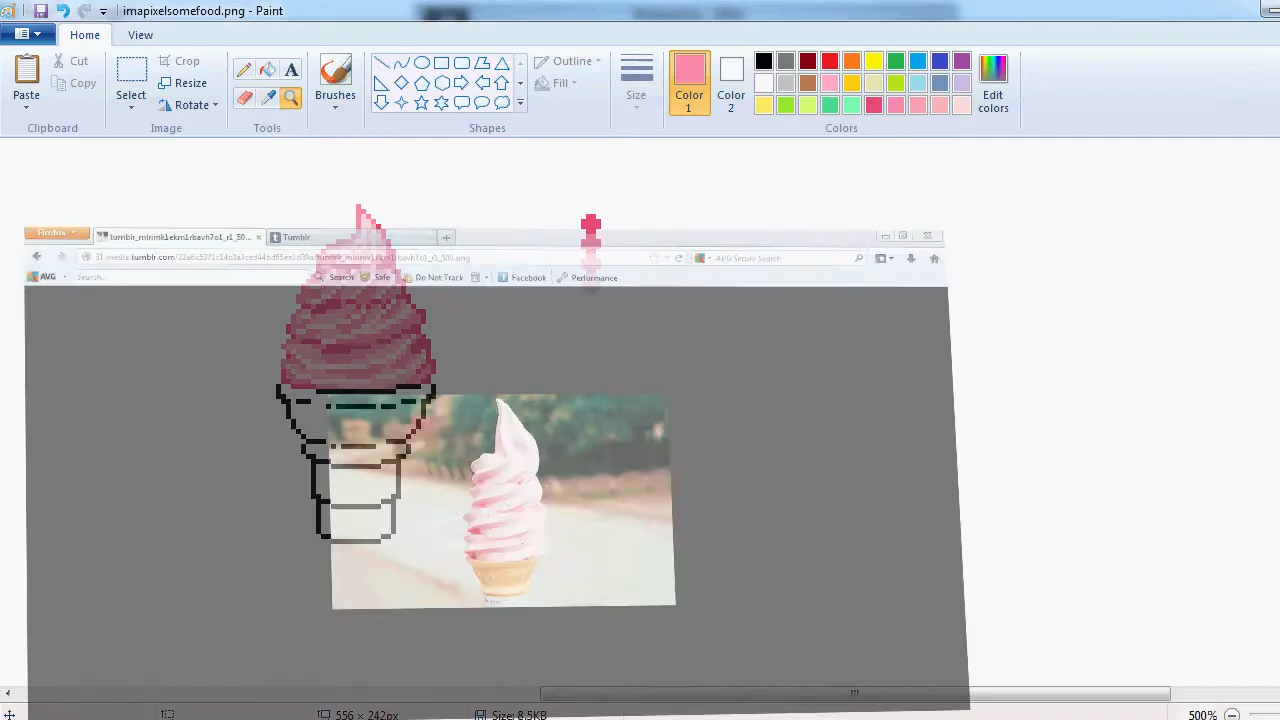 imapixelsomefood.png - Paint
Home View
Paste
Cut
Copy
Select
Crop
Resize
Rotate
Brushes
Outline
Fill
Size
Color 1
Color 2
Edit colors
Clipboard Image Tools Shapes Colors
Firefox
Tumblr
AVG Search... Search Safe Do Not Track Facebook Performance
AVG Secure Search
556 × 242px Size: 8.5KB 500%